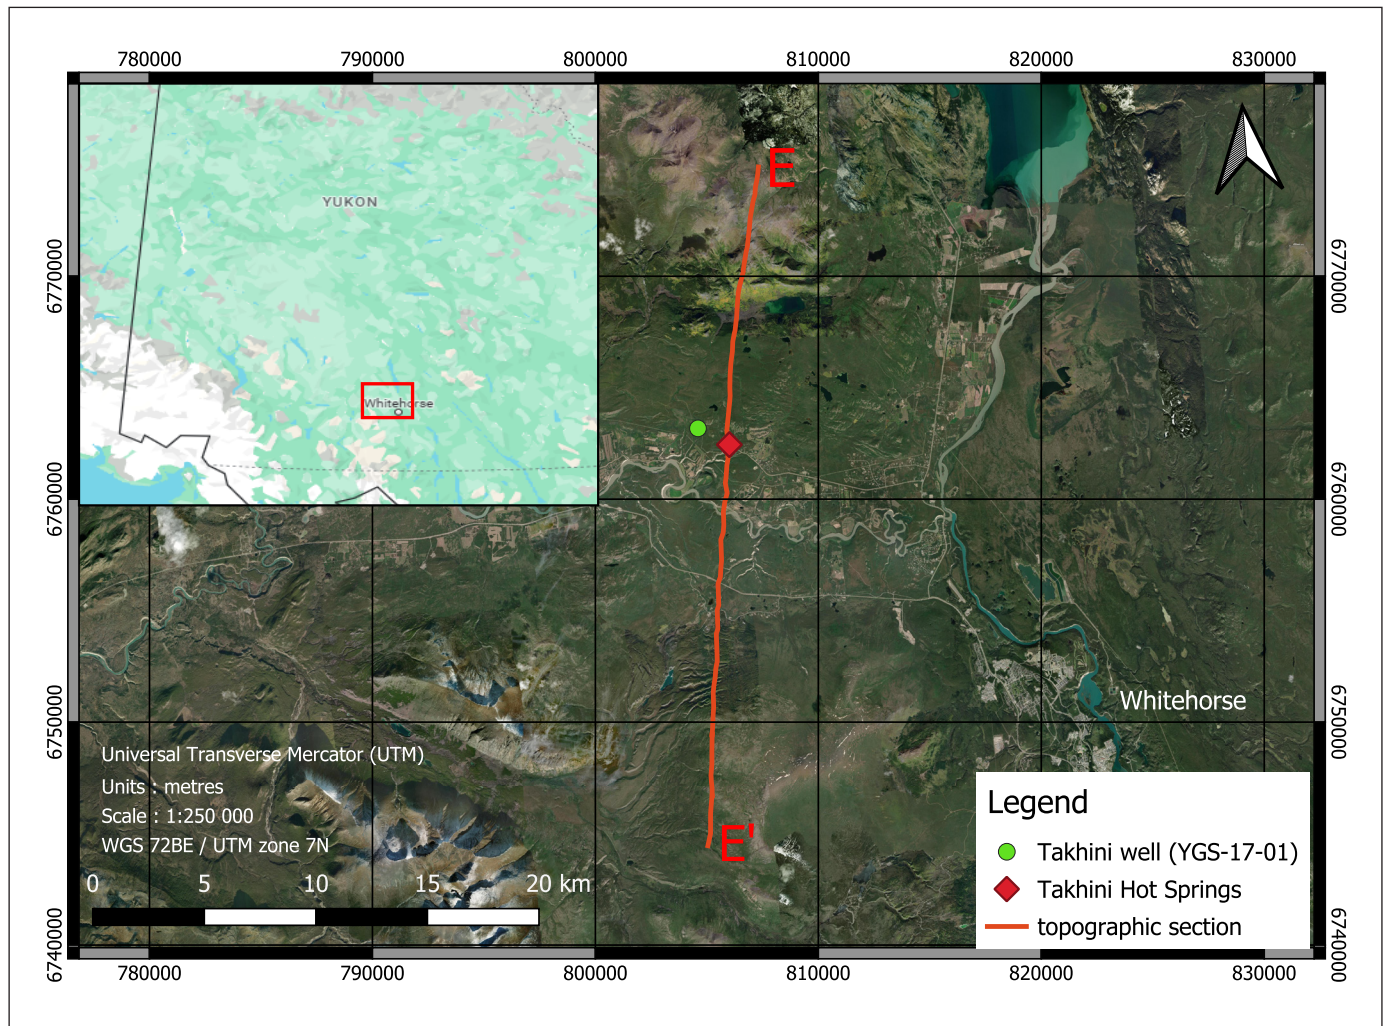 780000 790000 800000 810000 820000 830000
YUKON
Whitehorse
E
6770000 6770000
6760000 6760000
6750000 6750000
6740000 6740000
Whitehorse
E'
Universal Transverse Mercator (UTM)
Units : metres
Scale : 1:250 000
WGS 72BE / UTM zone 7N
0 5 10 15 20 km
Legend
Takhini well (YGS-17-01)
Takhini Hot Springs
topographic section
780000 790000 800000 810000 820000 830000